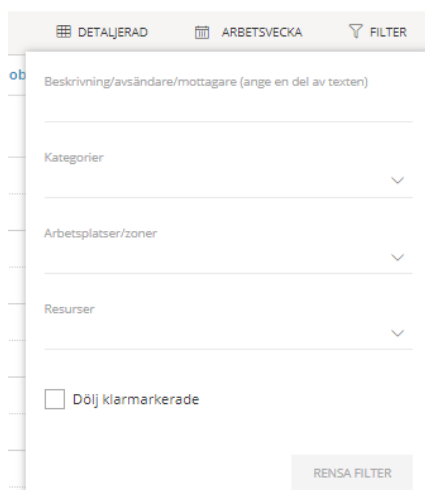 DETALJERAD ARBETSVECKA FILTER
ob
Beskrivning/avsändare/mottagare (ange en del av texten)
Kategorier
Arbetsplatser/zoner
Resurser
Dölj klarmarkerade
RENSA FILTER